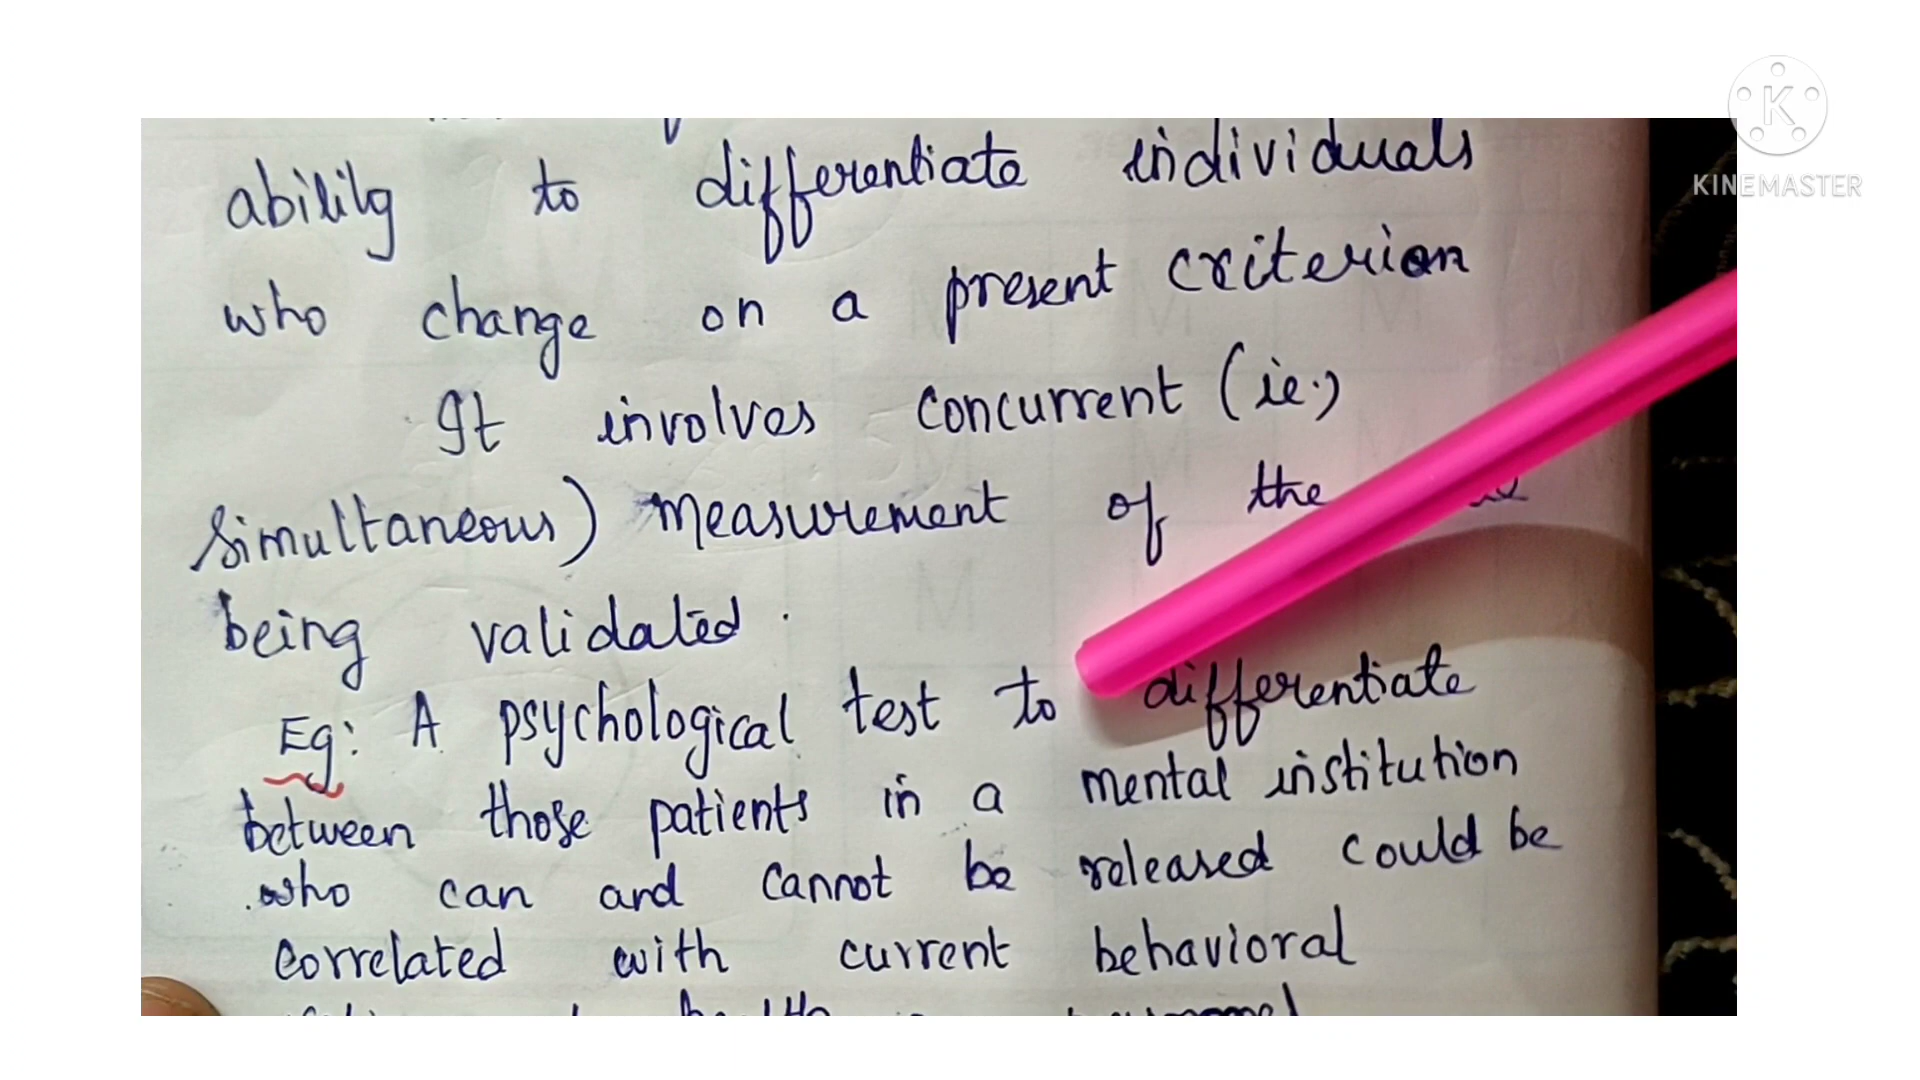 ability to differentiate individuals
who change on a present criterion
It involves concurrent (ie.,
simultaneous) measurement of the
being validated.
Eg: A psychological test to differentiate
between those patients in a mental institution
who can and cannot be released could be
correlated with current behavioral
KINEMASTER